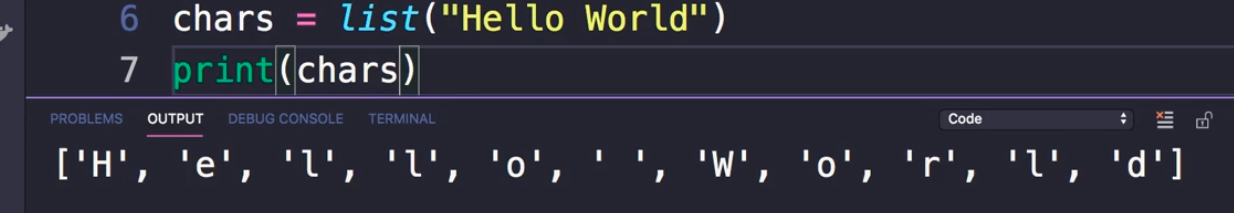 6 chars = list("Hello World")
7 print(chars)
PROBLEMS OUTPUT DEBUG CONSOLE TERMINAL Code
['H', 'e', 'l', 'l', 'o', ' ', 'W', 'o', 'r', 'l', 'd']